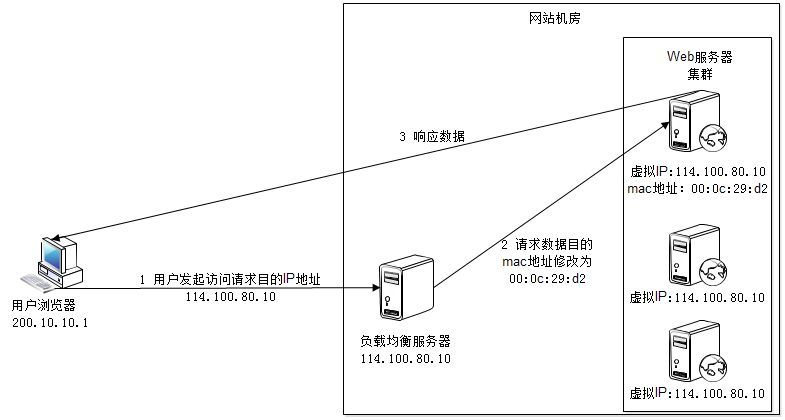 网站机房
Web服务器
集群
3 响应数据
虚拟IP:114.100.80.10
mac地址: 00:0c:29:d2
2 请求数据目的
mac地址修改为
00:0c:29:d2
1 用户发起访问请求目的IP地址
114.100.80.10
用户浏览器
200.10.10.1
负载均衡服务器
114.100.80.10
虚拟IP:114.100.80.10
虚拟IP:114.100.80.10